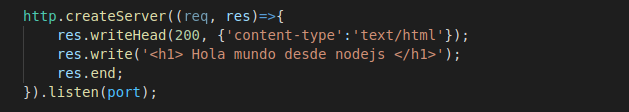 http.createServer((req, res)=>{
    res.writeHead(200, {'content-type':'text/html'});
    res.write('<h1> Hola mundo desde nodejs </h1>');
    res.end;
}).listen(port);